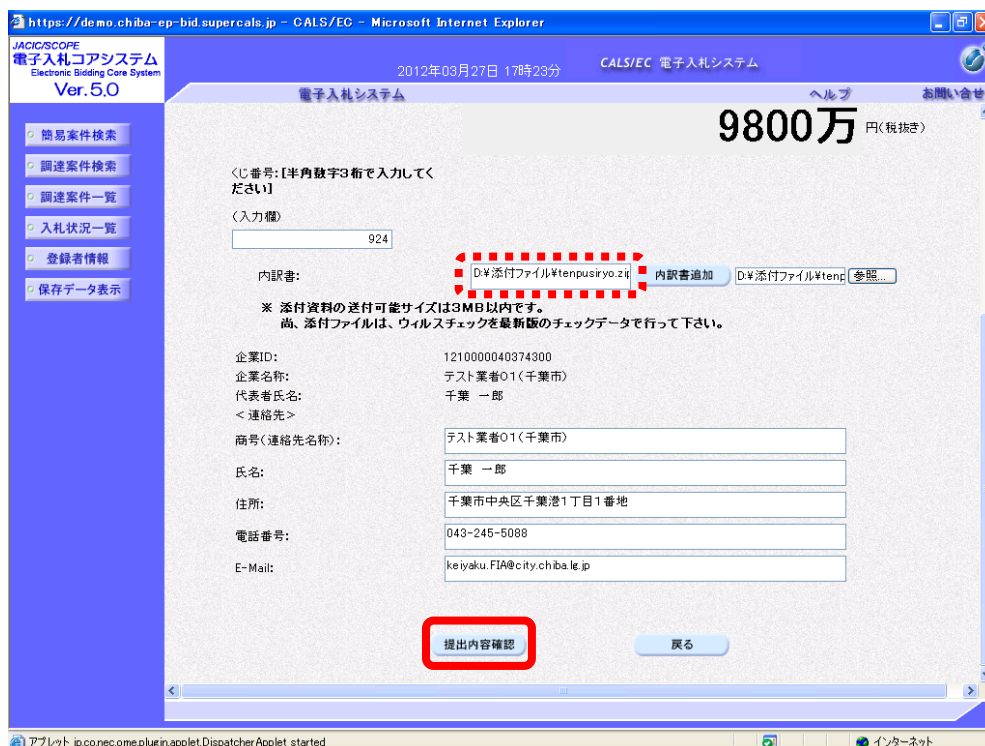 https://demo.chiba-ep-bid.supercals.jp - CALS/EC - Microsoft Internet Explorer
JACIC/SCOPE
電子入札コアシステム
Electronic Bidding Core System
Ver.5.0
2012年03月27日 17時23分
CALS/EC 電子入札システム
電子入札システム
ヘルプ
お問い合せ
簡易案件検索
調達案件検索
調達案件一覧
入札状況一覧
登録者情報
保存データ表示
9800万 円(税抜き)
くじ番号:[半角数字3桁で入力してく
ださい]
(入力欄)
924
内訳書: D:¥添付ファイル¥tenpusiryo.zip 内訳書追加 D:¥添付ファイル¥tenp 参照...
※ 添付資料の送付可能サイズは3MB以内です。
尚、添付ファイルは、ウィルスチェックを最新版のチェックデータで行って下さい。
企業ID: 1210000040374300
企業名称: テスト業者01(千葉市)
代表者氏名: 千葉 一郎
<連絡先>
商号(連絡先名称): テスト業者01(千葉市)
氏名: 千葉 一郎
住所: 千葉市中央区千葉港1丁目1番地
電話番号: 043-245-5088
E-Mail: keiyaku.FIA@city.chiba.lg.jp
提出内容確認 戻る
アプレット jp.co.nec.ome.plugin.applet.DispatcherApplet started
インターネット